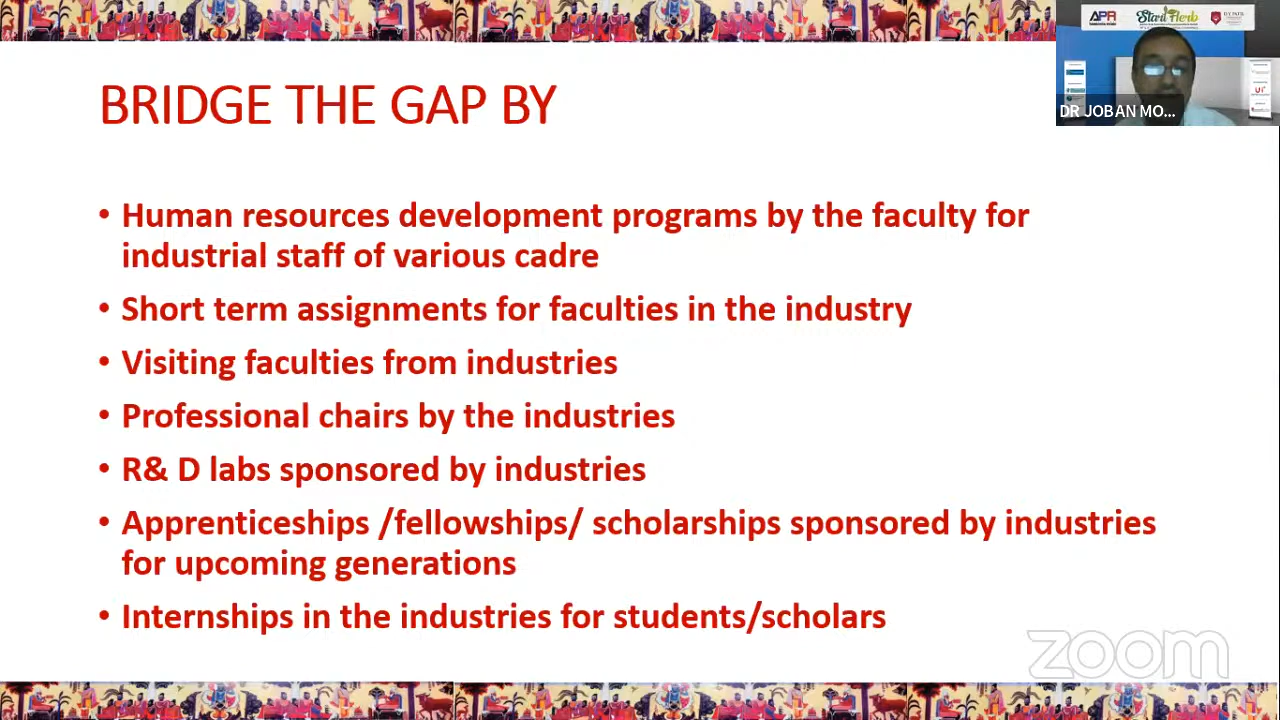 APR
Start Herb
DR JOBAN MO...
BRIDGE THE GAP BY
• Human resources development programs by the faculty for
industrial staff of various cadre
• Short term assignments for faculties in the industry
• Visiting faculties from industries
• Professional chairs by the industries
• R& D labs sponsored by industries
• Apprenticeships /fellowships/ scholarships sponsored by industries
for upcoming generations
• Internships in the industries for students/scholars
zoom